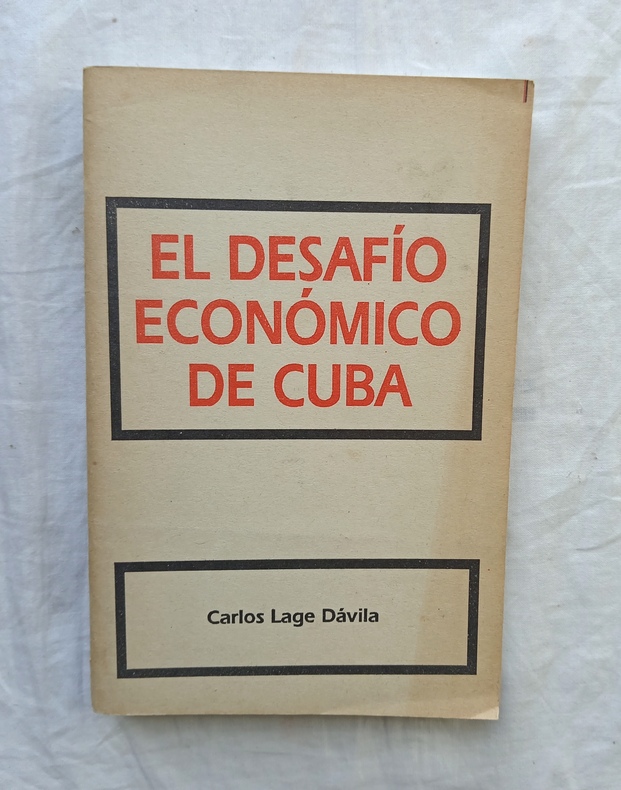 EL DESAFÍO
ECONÓMICO
DE CUBA
Carlos Lage Dávila